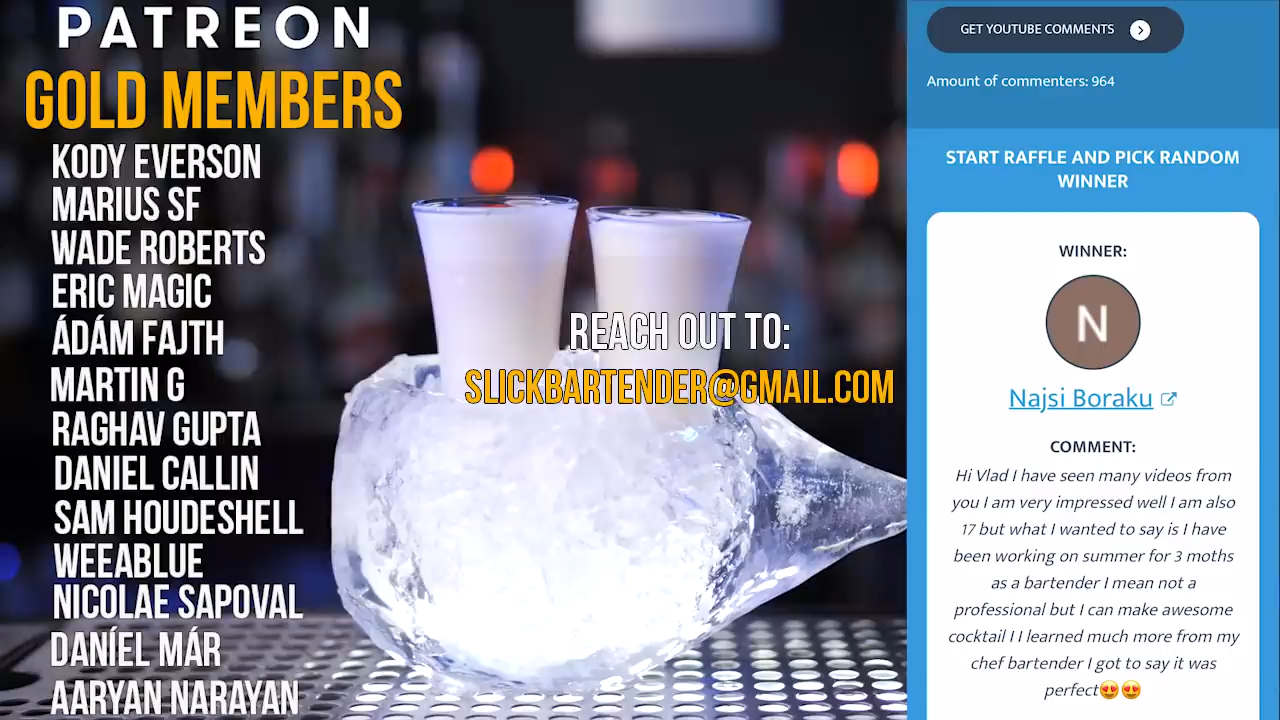 PATREON
GOLD MEMBERS
KODY EVERSON
MARIUS SF
WADE ROBERTS
ERIC MAGIC
ÁDÁM FAJTH
MARTIN G
RAGHAV GUPTA
DANIEL CALLIN
SAM HOUDESHELL
WEEABLUE
NICOLAE SAPOVAL
DANÍEL MÁR
AARYAN NARAYAN
REACH OUT TO:
SLICKBARTENDER@GMAIL.COM
GET YOUTUBE COMMENTS
Amount of commenters: 964
START RAFFLE AND PICK RANDOM
WINNER
WINNER:
N
Najsi Boraku
COMMENT:
Hi Vlad I have seen many videos from
you I am very impressed well I am also
17 but what I wanted to say is I have
been working on summer for 3 moths
as a bartender I mean not a
professional but I can make awesome
cocktail I I learned much more from my
chef bartender I got to say it was
perfect😍😍